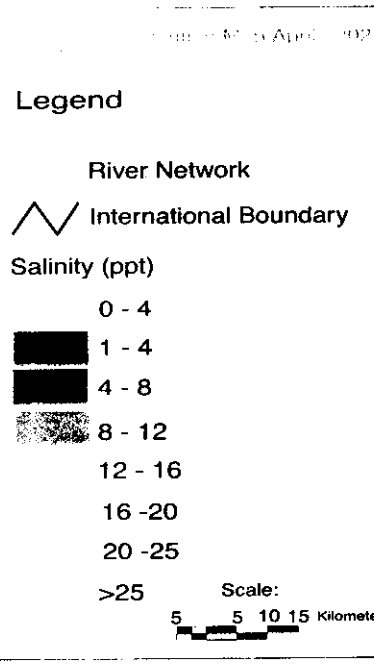 Legend
River Network
International Boundary
Salinity (ppt)
0 - 4
1 - 4
4 - 8
8 - 12
12 - 16
16 -20
20 -25
>25
Scale:
5 5 10 15 Kilomete